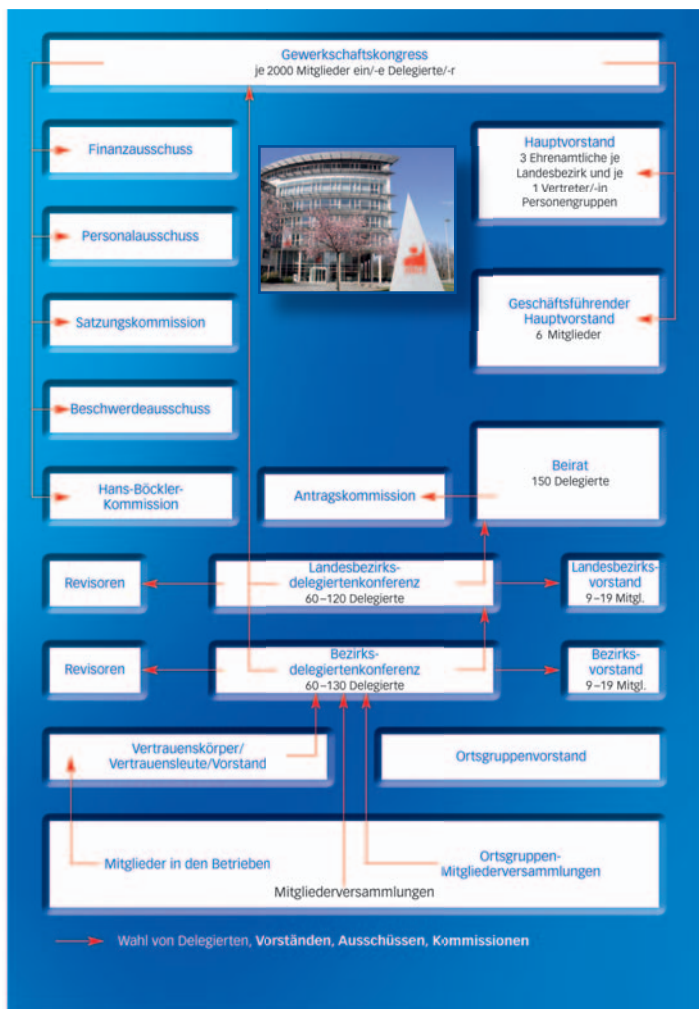 Gewerkschaftskongress
je 2000 Mitglieder ein/-e Delegierte/-r
Finanzausschuss
Hauptvorstand
3 Ehrenamtliche je
Landesbezirk und je
1 Vertreter/-in
Personengruppen
Personalausschuss
Satzungskommission
Geschäftsführender
Hauptvorstand
6 Mitglieder
Beschwerdeausschuss
Hans-Böckler-
Kommission
Antragskommission
Beirat
150 Delegierte
Revisoren
Landesbezirks-
delegiertenkonferenz
60–120 Delegierte
Landesbezirks-
vorstand
9–19 Mitgl.
Revisoren
Bezirks-
delegiertenkonferenz
60–130 Delegierte
Bezirks-
vorstand
9–19 Mitgl.
Vertrauenskörper/
Vertrauensleute/Vorstand
Ortsgruppenvorstand
Mitglieder in den Betrieben
Ortsgruppen-
Mitgliederversammlungen
Mitgliederversammlungen
Wahl von Delegierten, Vorständen, Ausschüssen, Kommissionen